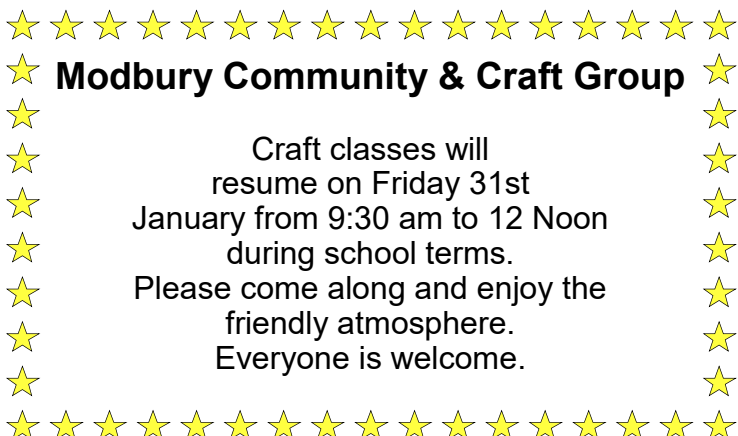 Modbury Community & Craft Group
Craft classes will
resume on Friday 31st
January from 9:30 am to 12 Noon
during school terms.
Please come along and enjoy the
friendly atmosphere.
Everyone is welcome.